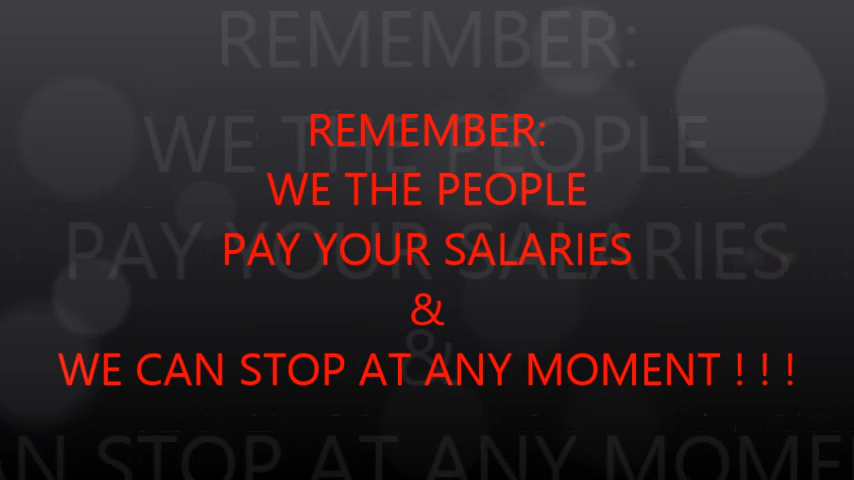 REMEMBER:
WE THE PEOPLE
PAY YOUR SALARIES
&
WE CAN STOP AT ANY MOMENT ! ! !